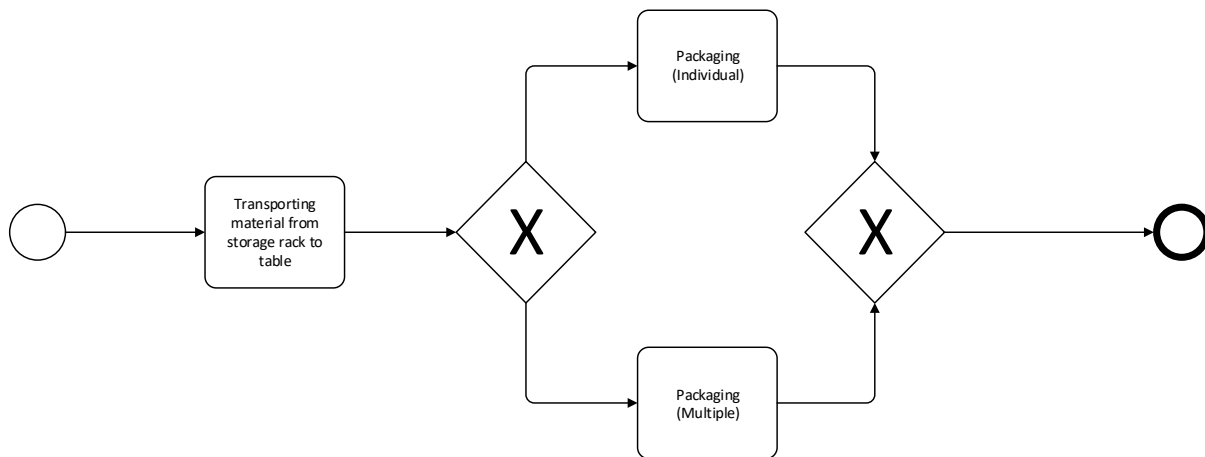 Packaging
(Individual)
Transporting
material from
storage rack to
table
X
X
Packaging
(Multiple)